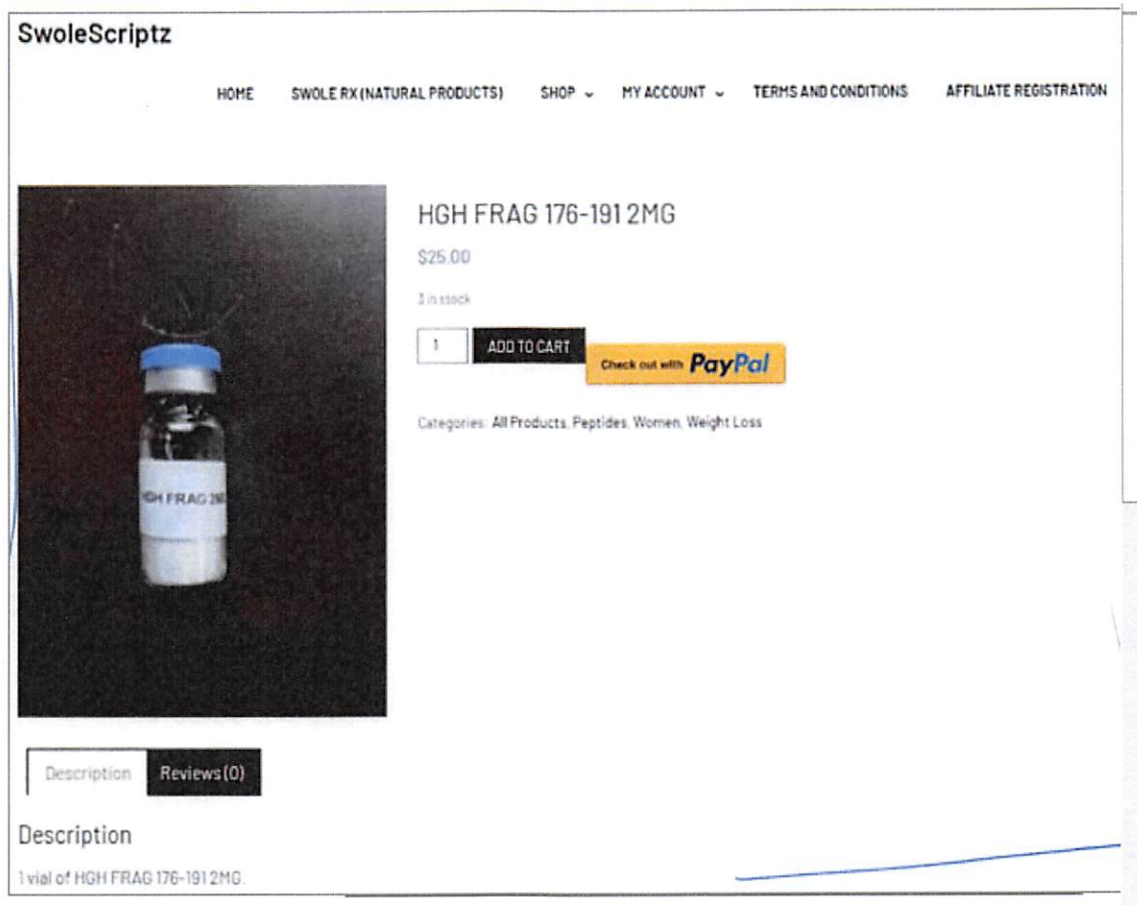 SwoleScriptz
HOME SWOLE RX (NATURAL PRODUCTS) SHOP MY ACCOUNT TERMS AND CONDITIONS AFFILIATE REGISTRATION
HGH FRAG 176-191 2MG
$25.00
3 in stock
1 ADD TO CART
Check out with PayPal
Categories: All Products, Peptides, Women, Weight Loss
HGH FRAG 2MG
Description Reviews (0)
Description
1 vial of HGH FRAG 176-191 2MG.